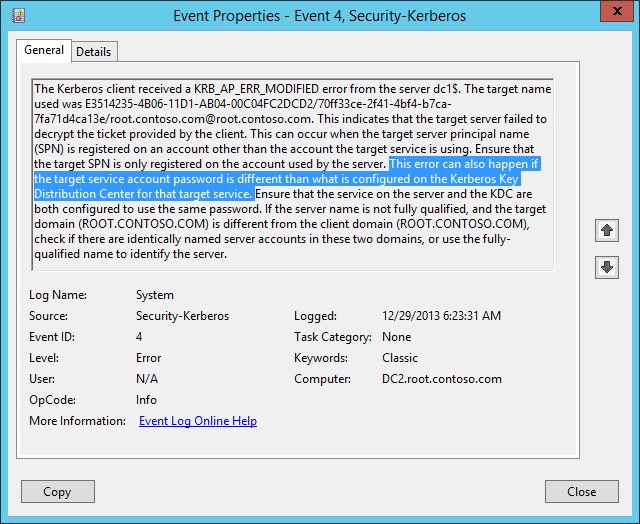 Event Properties - Event 4, Security-Kerberos
x
General
Details
The Kerberos client received a KRB_AP_ERR_MODIFIED error from the server dc1$. The target name
used was E3514235-4B06-11D1-AB04-00C04FC2DCD2/70ff33ce-2f41-4bf4-b7ca-
7fa71d4ca13e/root.contoso.com@root.contoso.com. This indicates that the target server failed to
decrypt the ticket provided by the client. This can occur when the target server principal name
(SPN) is registered on an account other than the account the target service is using. Ensure that
the target SPN is only registered on the account used by the server. This error can also happen if
the target service account password is different than what is configured on the Kerberos Key
Distribution Center for that target service. Ensure that the service on the server and the KDC are
both configured to use the same password. If the server name is not fully qualified, and the target
domain (ROOT.CONTOSO.COM) is different from the client domain (ROOT.CONTOSO.COM),
check if there are identically named server accounts in these two domains, or use the fully-
qualified name to identify the server.
Log Name: System
Source: Security-Kerberos Logged: 12/29/2013 6:23:31 AM
Event ID: 4 Task Category: None
Level: Error Keywords: Classic
User: N/A Computer: DC2.root.contoso.com
OpCode: Info
More Information: Event Log Online Help
Copy
Close